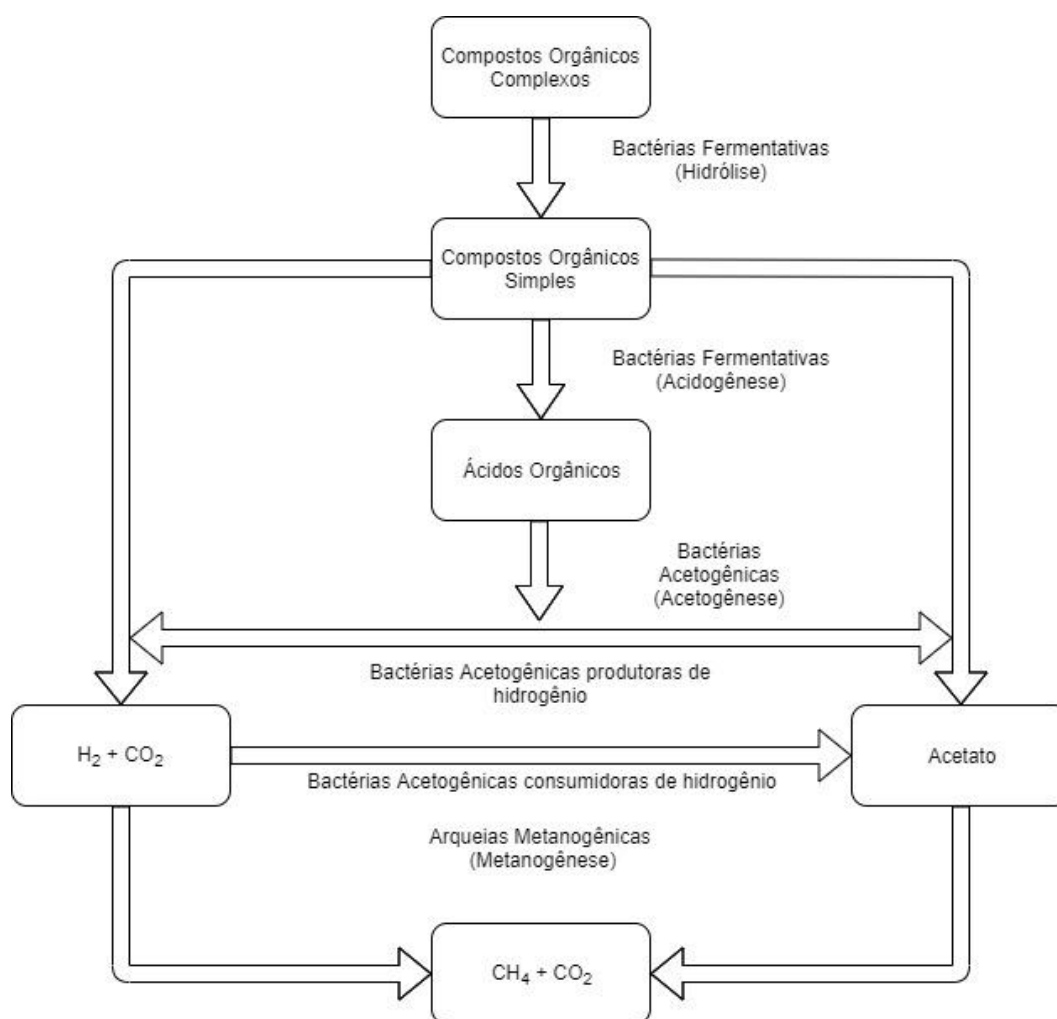 Compostos Orgânicos
Complexos
Bactérias Fermentativas
(Hidrólise)
Compostos Orgânicos
Simples
Bactérias Fermentativas
(Acidogênese)
Ácidos Orgânicos
Bactérias
Acetogênicas
(Acetogênese)
Bactérias Acetogênicas produtoras de
hidrogênio
H₂ + CO₂
Acetato
Bactérias Acetogênicas consumidoras de hidrogênio
Arqueias Metanogênicas
(Metanogênese)
CH₄ + CO₂